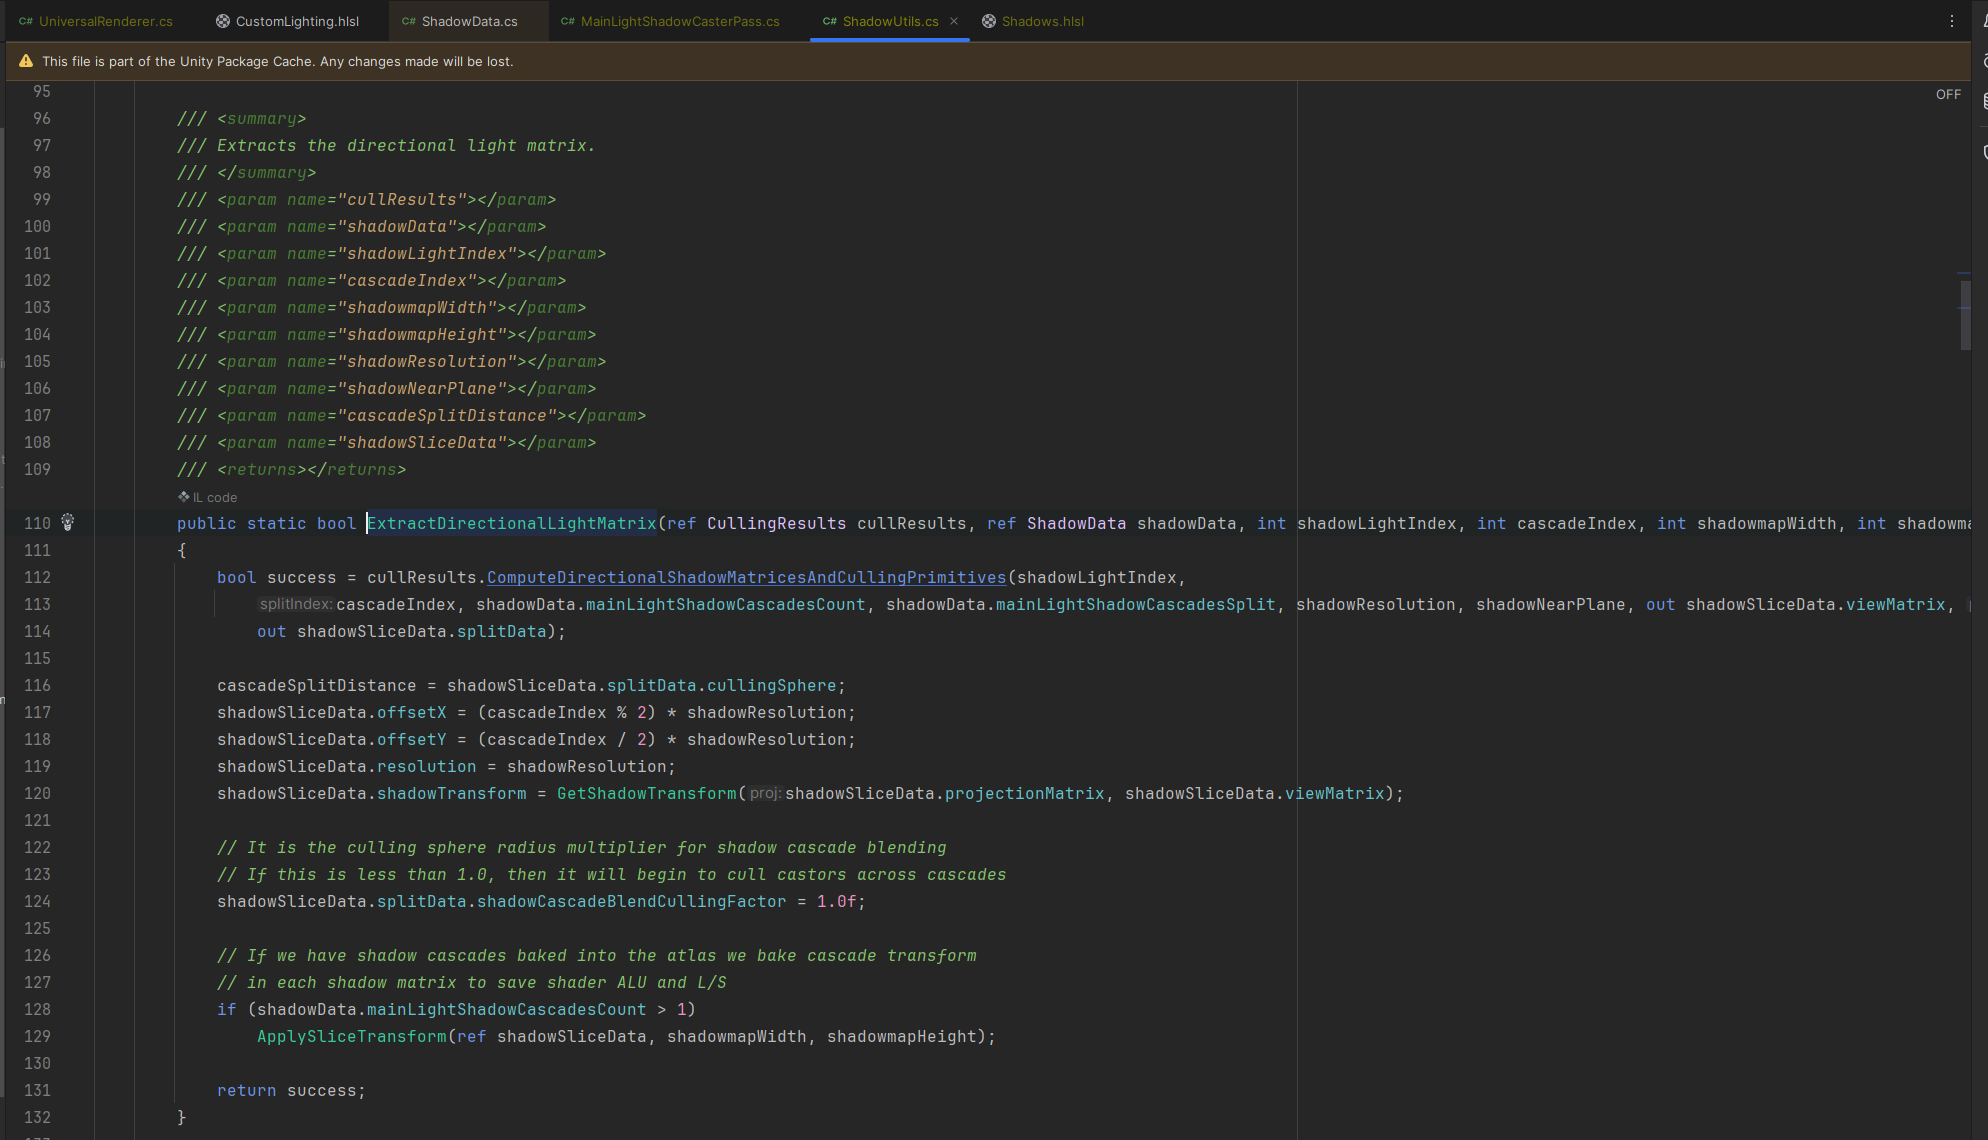 C# UniversalRenderer.cs CustomLighting.hlsl C# ShadowData.cs C# MainLightShadowCasterPass.cs C# ShadowUtils.cs × Shadows.hlsl
This file is part of the Unity Package Cache. Any changes made will be lost.
OFF
95
96 /// <summary>
97 /// Extracts the directional light matrix.
98 /// </summary>
99 /// <param name="cullResults"></param>
100 /// <param name="shadowData"></param>
101 /// <param name="shadowLightIndex"></param>
102 /// <param name="cascadeIndex"></param>
103 /// <param name="shadowmapWidth"></param>
104 /// <param name="shadowmapHeight"></param>
105 /// <param name="shadowResolution"></param>
106 /// <param name="shadowNearPlane"></param>
107 /// <param name="cascadeSplitDistance"></param>
108 /// <param name="shadowSliceData"></param>
109 /// <returns></returns>
IL code
110 public static bool ExtractDirectionalLightMatrix(ref CullingResults cullResults, ref ShadowData shadowData, int shadowLightIndex, int cascadeIndex, int shadowmapWidth, int shadowma
111 {
112 bool success = cullResults.ComputeDirectionalShadowMatricesAndCullingPrimitives(shadowLightIndex,
113 splitIndex: cascadeIndex, shadowData.mainLightShadowCascadesCount, shadowData.mainLightShadowCascadesSplit, shadowResolution, shadowNearPlane, out shadowSliceData.viewMatrix,
114 out shadowSliceData.splitData);
115
116 cascadeSplitDistance = shadowSliceData.splitData.cullingSphere;
117 shadowSliceData.offsetX = (cascadeIndex % 2) * shadowResolution;
118 shadowSliceData.offsetY = (cascadeIndex / 2) * shadowResolution;
119 shadowSliceData.resolution = shadowResolution;
120 shadowSliceData.shadowTransform = GetShadowTransform( proj: shadowSliceData.projectionMatrix, shadowSliceData.viewMatrix);
121
122 // It is the culling sphere radius multiplier for shadow cascade blending
123 // If this is less than 1.0, then it will begin to cull castors across cascades
124 shadowSliceData.splitData.shadowCascadeBlendCullingFactor = 1.0f;
125
126 // If we have shadow cascades baked into the atlas we bake cascade transform
127 // in each shadow matrix to save shader ALU and L/S
128 if (shadowData.mainLightShadowCascadesCount > 1)
129 ApplySliceTransform(ref shadowSliceData, shadowmapWidth, shadowmapHeight);
130
131 return success;
132 }